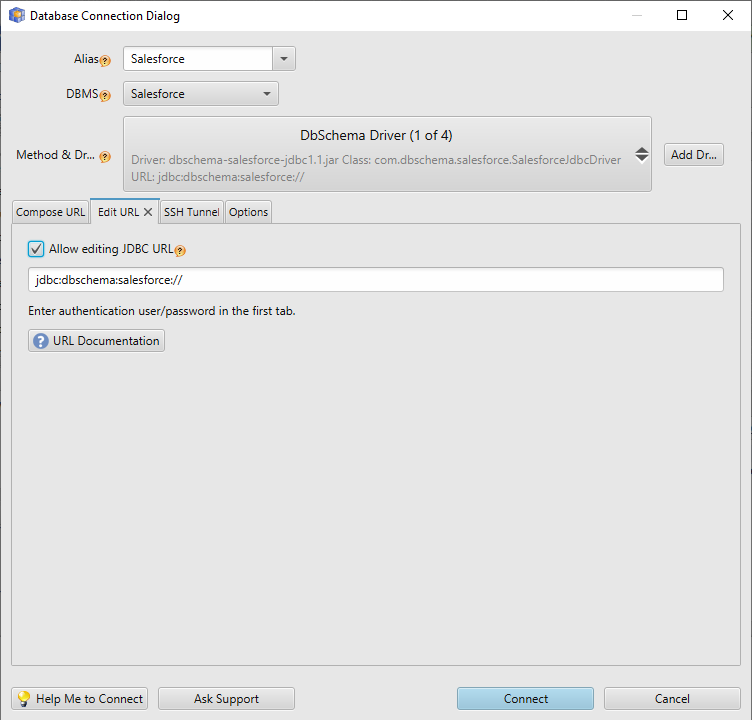 Database Connection Dialog
Alias
Salesforce
DBMS
Salesforce
Method & Dr...
DbSchema Driver (1 of 4)
Driver: dbschema-salesforce-jdbc1.1.jar Class: com.dbschema.salesforce.SalesforceJdbcDriver
URL: jdbc:dbschema:salesforce://
Add Dr...
Compose URL Edit URL SSH Tunnel Options
Allow editing JDBC URL
jdbc:dbschema:salesforce://
Enter authentication user/password in the first tab.
? URL Documentation
Help Me to Connect Ask Support Connect Cancel